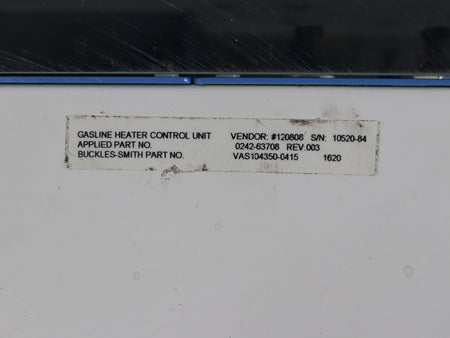 GASLINE HEATER CONTROL UNIT VENDOR: #120808 S/N: 10520-84
APPLIED PART NO. 0242-63708 REV.003
BUCKLES-SMITH PART NO. VAS104350-0415 1620